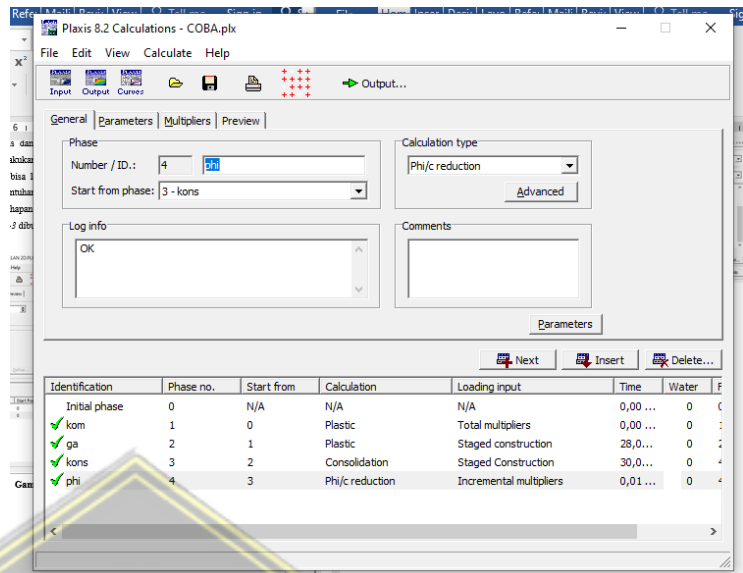 Plaxis 8.2 Calculations - COBA.plx
File Edit View Calculate Help
Input Output Curves Output...
General Parameters Multipliers Preview
Phase
Number / ID.: 4 phi
Start from phase: 3 - kons
Calculation type
Phi/c reduction
Advanced
Log info
OK
Comments
Parameters
Next Insert Delete...
Identification Phase no. Start from Calculation Loading input Time Water F
Initial phase 0 N/A N/A N/A 0,00 ... 0
kom 1 0 Plastic Total multipliers 0,00 ... 0
ga 2 1 Plastic Staged construction 28,0... 0
kons 3 2 Consolidation Staged Construction 30,0... 0
phi 4 3 Phi/c reduction Incremental multipliers 0,01 ... 0